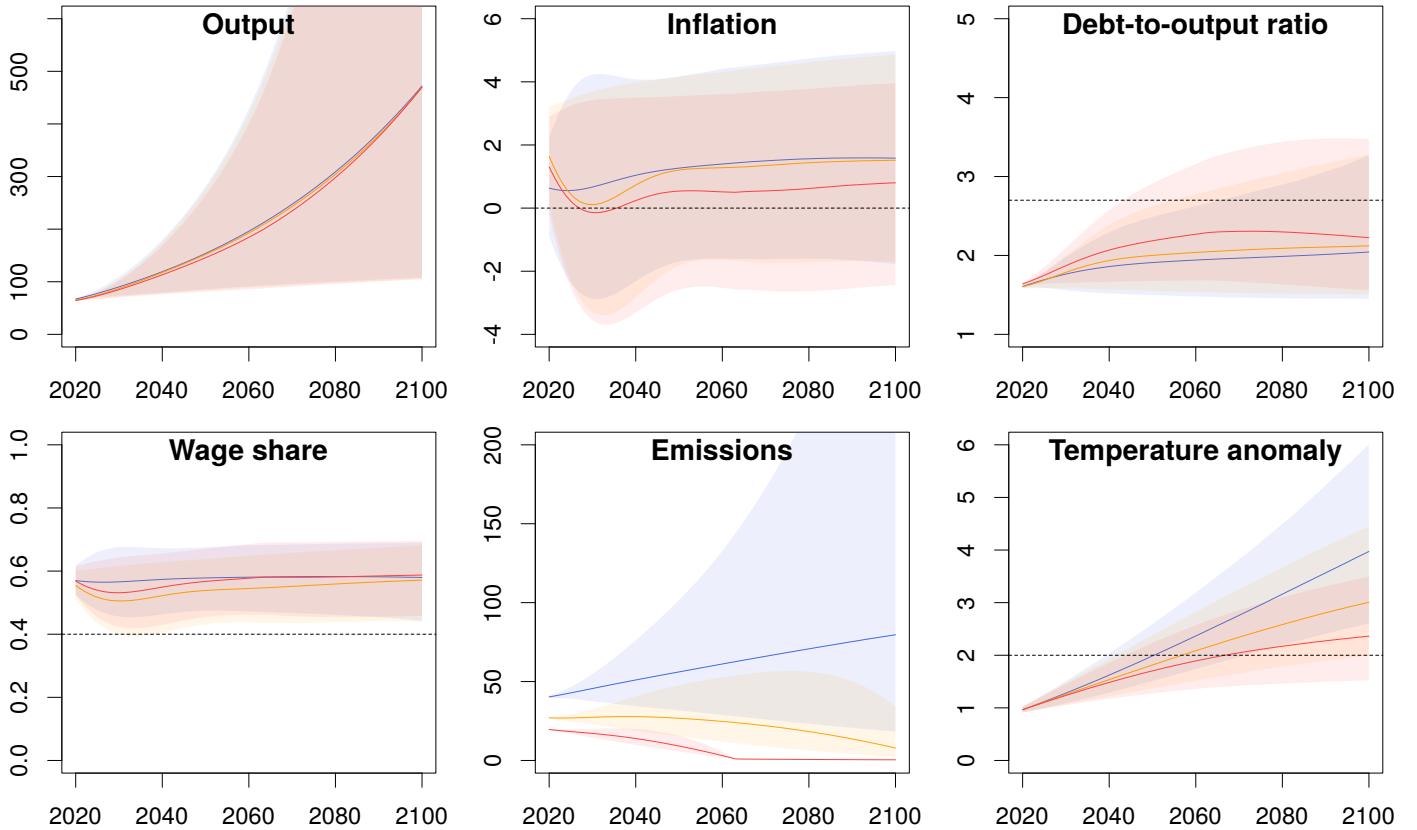 Output
0 100 300 500
2020 2040 2060 2080 2100
Inflation
-4 -2 0 2 4 6
2020 2040 2060 2080 2100
Debt-to-output ratio
1 2 3 4 5
2020 2040 2060 2080 2100
Wage share
0.0 0.2 0.4 0.6 0.8 1.0
2020 2040 2060 2080 2100
Emissions
0 50 100 150 200
2020 2040 2060 2080 2100
Temperature anomaly
0 1 2 3 4 5 6
2020 2040 2060 2080 2100